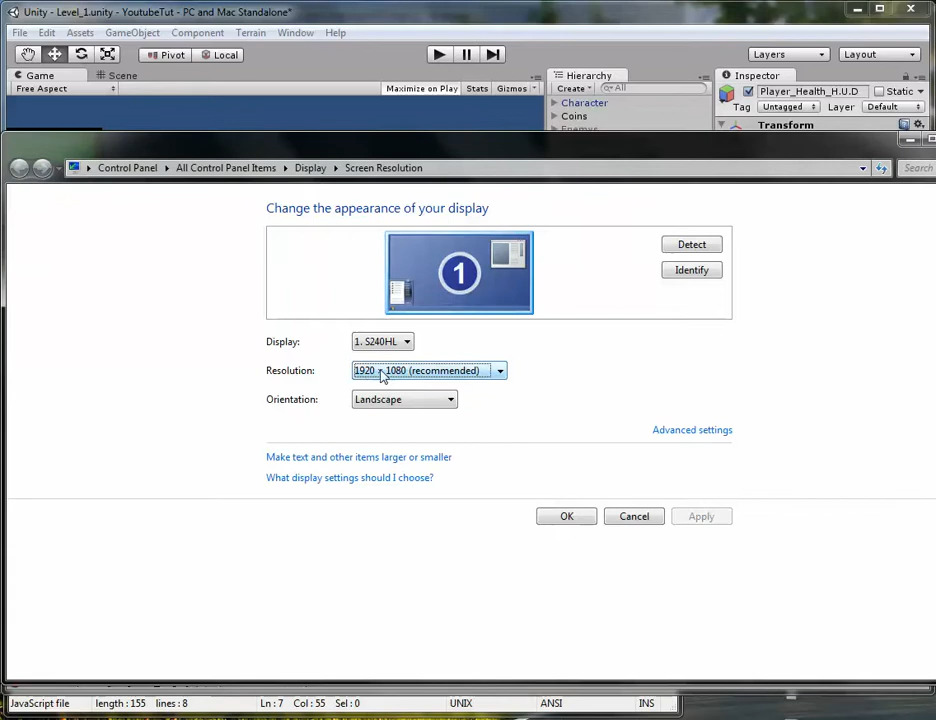 Unity - Level_1.unity - YoutubeTut - PC and Mac Standalone*
File Edit Assets GameObject Component Terrain Window Help
Pivot Local Layers Layout
Game Scene Hierarchy Inspector
Free Aspect Maximize on Play Stats Gizmos Create All Player_Health_H.U.D Static
Character Tag Untagged Layer Default
Coins Transform
Enemys
Control Panel All Control Panel Items Display Screen Resolution Search
Change the appearance of your display
1
Detect
Identify
Display: 1. S240HL
Resolution: 1920 × 1080 (recommended)
Orientation: Landscape
Advanced settings
Make text and other items larger or smaller
What display settings should I choose?
OK Cancel Apply
JavaScript file length : 155 lines : 8 Ln : 7 Col : 55 Sel : 0 UNIX ANSI INS